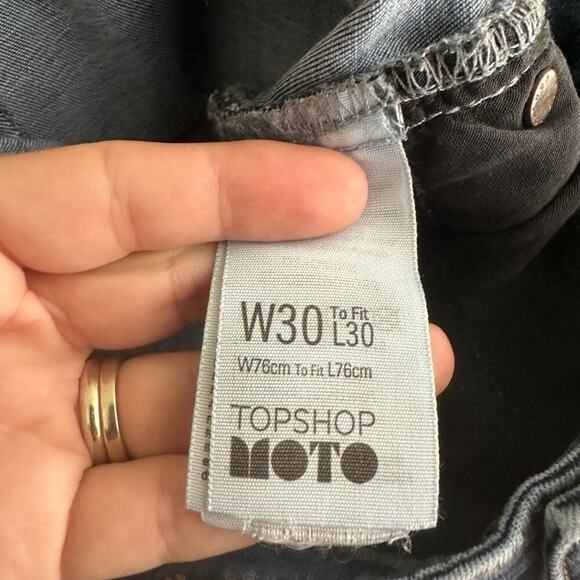 W30 To Fit L30
W76cm To Fit L76cm
TOPSHOP
MOTO